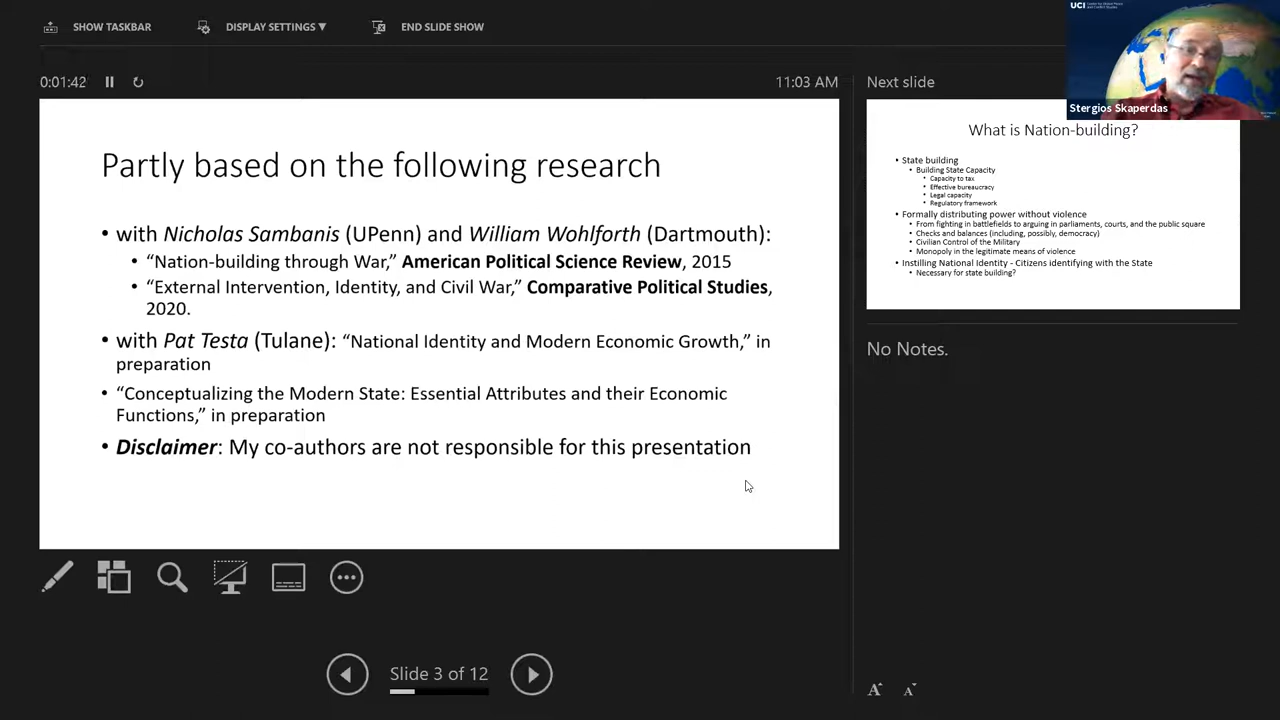 SHOW TASKBAR
DISPLAY SETTINGS ▼
END SLIDE SHOW
UCI
Stergios Skaperdas
0:01:42
11:03 AM
Partly based on the following research
• with Nicholas Sambanis (UPenn) and William Wohlforth (Dartmouth):
• “Nation-building through War,” American Political Science Review, 2015
• “External Intervention, Identity, and Civil War,” Comparative Political Studies,
2020.
• with Pat Testa (Tulane): “National Identity and Modern Economic Growth,” in
preparation
• “Conceptualizing the Modern State: Essential Attributes and their Economic
Functions,” in preparation
• Disclaimer: My co-authors are not responsible for this presentation
Slide 3 of 12
Next slide
What is Nation-building?
• State building
• Building State Capacity
• Capacity to tax
• Effective bureaucracy
• Legal capacity
• Regulatory framework
• Formally distributing power without violence
• From fighting in battlefields to arguing in parliaments, courts, and the public square
• Checks and balances (including, possibly, democracy)
• Civilian Control of the Military
• Monopoly in the legitimate means of violence
• Instilling National Identity - Citizens identifying with the State
• Necessary for state building?
No Notes.
A A